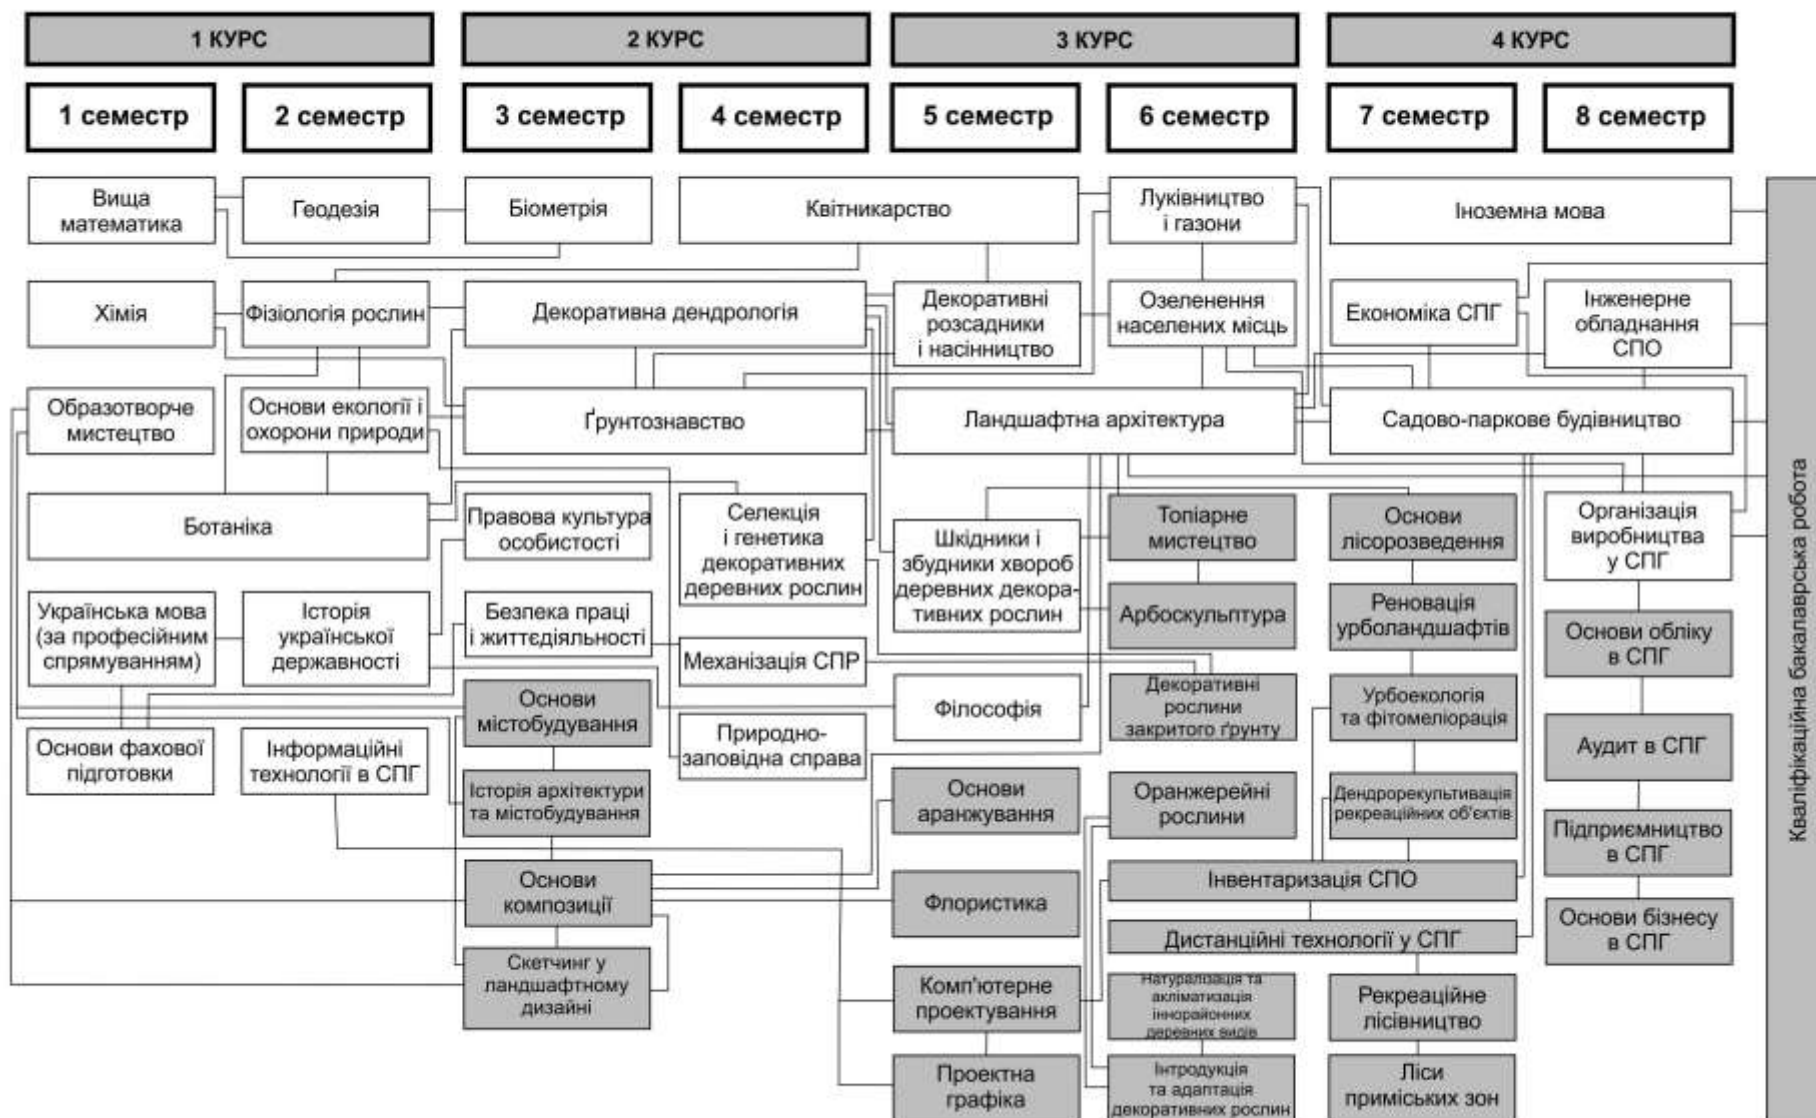 1 КУРС
2 КУРС
3 КУРС
4 КУРС
1 семестр
2 семестр
3 семестр
4 семестр
5 семестр
6 семестр
7 семестр
8 семестр
Вища
математика
Геодезія
Біометрія
Квітникарство
Луківництво
і газони
Іноземна мова
Хімія
Фізіологія рослин
Декоративна дендрологія
Декоративні
розсадники
і насінництво
Озеленення
населених місць
Економіка СПГ
Інженерне
обладнання
СПО
Образотворче
мистецтво
Основи екології і
охорони природи
Ґрунтознавство
Ландшафтна архітектура
Садово-паркове будівництво
Ботаніка
Правова культура
особистості
Селекція
і генетика
декоративних
деревних рослин
Шкідники і
збудники хвороб
деревних декора-
тивних рослин
Топіарне
мистецтво
Основи
лісорозведення
Організація
виробництва
у СПГ
Українська мова
(за професійним
спрямуванням)
Історія
української
державності
Безпека праці
і життєдіяльності
Механізація СПР
Арбоскульптура
Реновація
урболандшафтів
Основи обліку
в СПГ
Основи
містобудування
Філософія
Декоративні
рослини
закритого ґрунту
Урбоекологія
та фітомеліорація
Основи фахової
підготовки
Інформаційні
технології в СПГ
Природно-
заповідна справа
Аудит в СПГ
Історія архітектури
та містобудування
Основи
аранжування
Оранжерейні
рослини
Дендрорекультивація
рекреаційних об'єктів
Підприємництво
в СПГ
Основи
композиції
Флористика
Інвентаризація СПО
Основи бізнесу
в СПГ
Дистанційні технології у СПГ
Скетчинг у
ландшафтному
дизайні
Комп'ютерне
проектування
Натуралізація та
акліматизація
іннорайонних
деревних видів
Рекреаційне
лісівництво
Проектна
графіка
Інтродукція
та адаптація
декоративних рослин
Ліси
приміських зон
Кваліфікаційна бакалаврська робота